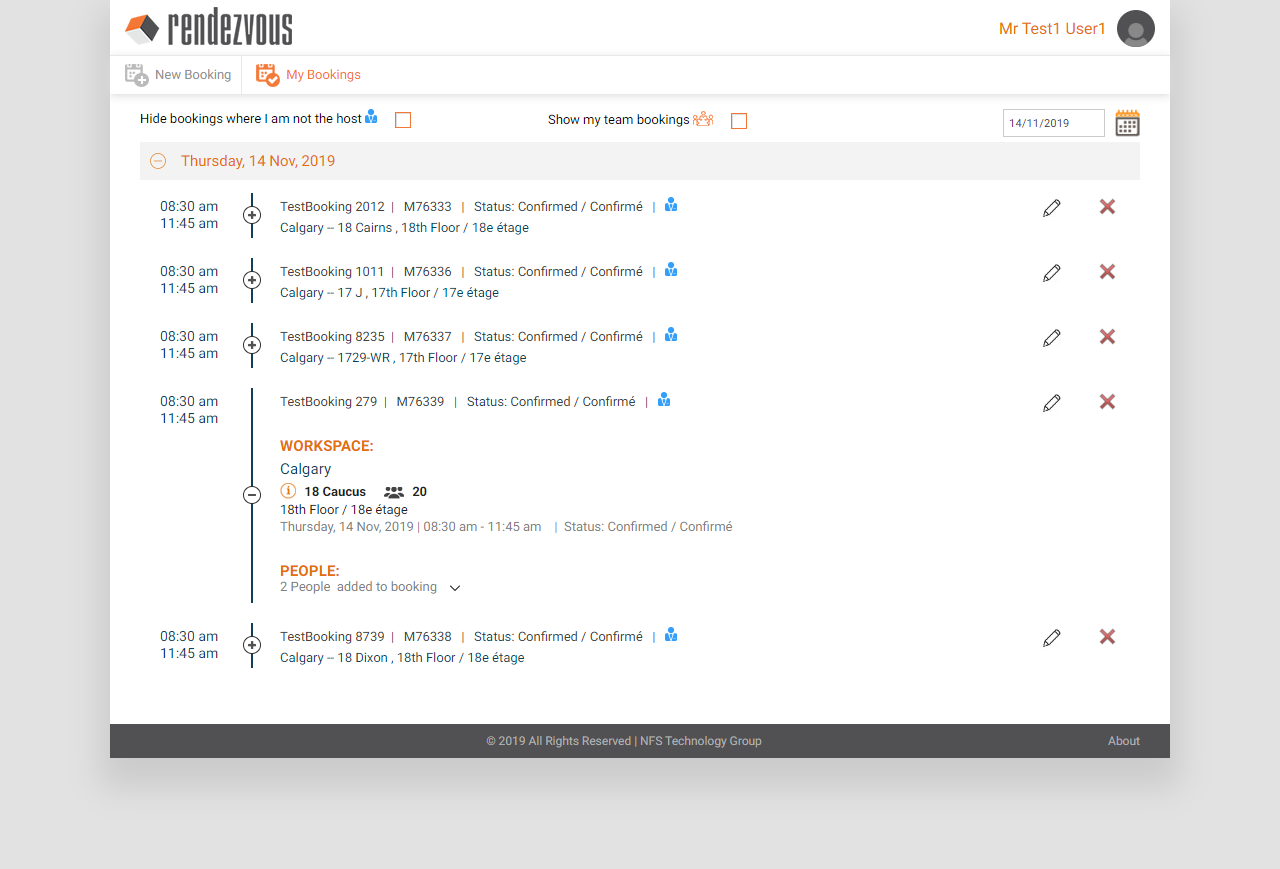 rendezvous
Mr Test1 User1
New Booking
My Bookings
Hide bookings where I am not the host
Show my team bookings
14/11/2019
Thursday, 14 Nov, 2019
08:30 am
11:45 am
TestBooking 2012 | M76333 | Status: Confirmed / Confirmé |
Calgary -- 18 Cairns , 18th Floor / 18e étage
08:30 am
11:45 am
TestBooking 1011 | M76336 | Status: Confirmed / Confirmé |
Calgary -- 17 J , 17th Floor / 17e étage
08:30 am
11:45 am
TestBooking 8235 | M76337 | Status: Confirmed / Confirmé |
Calgary -- 1729-WR , 17th Floor / 17e étage
08:30 am
11:45 am
TestBooking 279 | M76339 | Status: Confirmed / Confirmé |
WORKSPACE:
Calgary
18 Caucus 20
18th Floor / 18e étage
Thursday, 14 Nov, 2019 | 08:30 am - 11:45 am | Status: Confirmed / Confirmé
PEOPLE:
2 People added to booking
08:30 am
11:45 am
TestBooking 8739 | M76338 | Status: Confirmed / Confirmé |
Calgary -- 18 Dixon , 18th Floor / 18e étage
© 2019 All Rights Reserved | NFS Technology Group
About